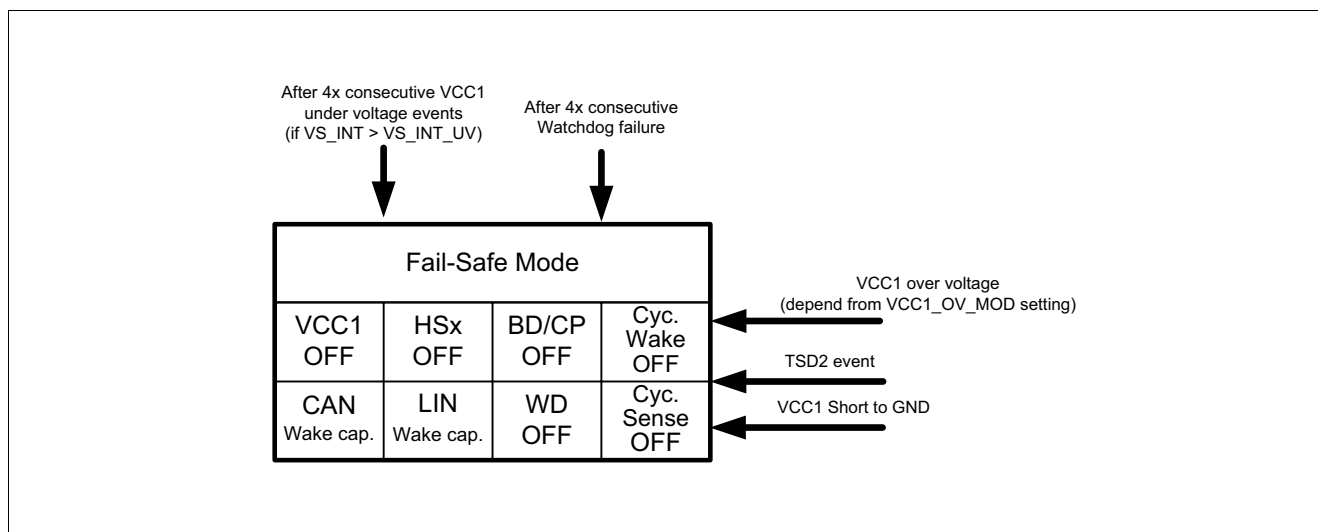 After 4x consecutive VCC1
under voltage events
(if VS_INT > VS_INT_UV)
After 4x consecutive
Watchdog failure
Fail-Safe Mode
VCC1
OFF
HSx
OFF
BD/CP
OFF
Cyc.
Wake
OFF
CAN
Wake cap.
LIN
Wake cap.
WD
OFF
Cyc.
Sense
OFF
VCC1 over voltage
(depend from VCC1_OV_MOD setting)
TSD2 event
VCC1 Short to GND